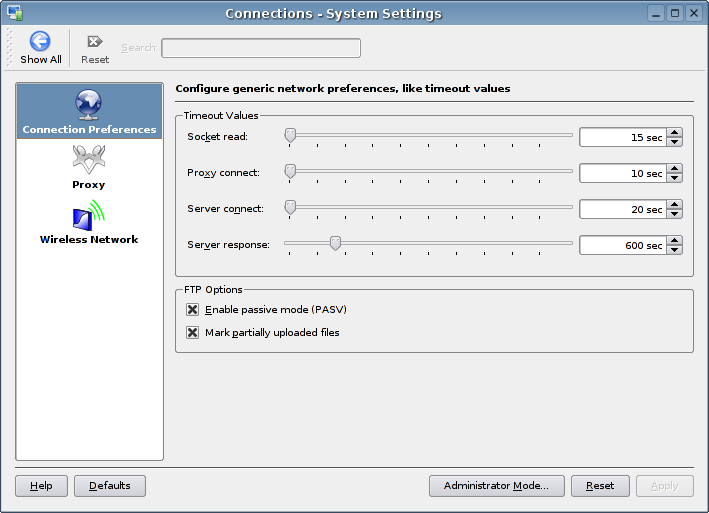 Connections - System Settings
Show All
Reset
Search:
Connection Preferences
Proxy
Wireless Network
Configure generic network preferences, like timeout values
Timeout Values
Socket read: 15 sec
Proxy connect: 10 sec
Server connect: 20 sec
Server response: 600 sec
FTP Options
Enable passive mode (PASV)
Mark partially uploaded files
Help Defaults Administrator Mode... Reset Apply